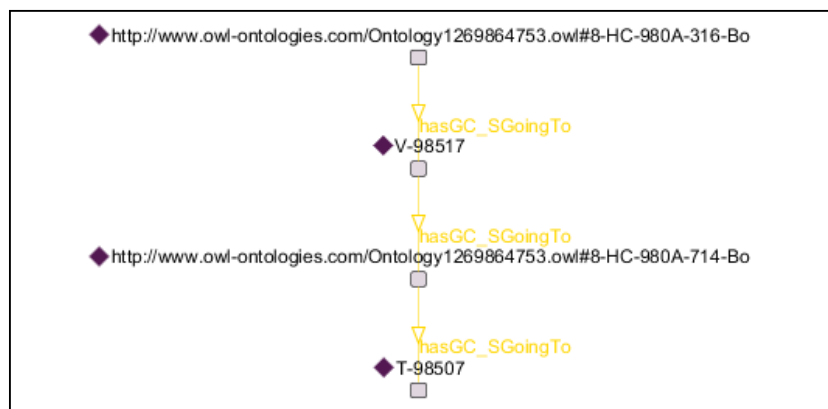 http://www.owl-ontologies.com/Ontology1269864753.owl#8-HC-980A-316-Bo
hasGC_SGoingTo
V-98517
hasGC_SGoingTo
http://www.owl-ontologies.com/Ontology1269864753.owl#8-HC-980A-714-Bo
hasGC_SGoingTo
T-98507